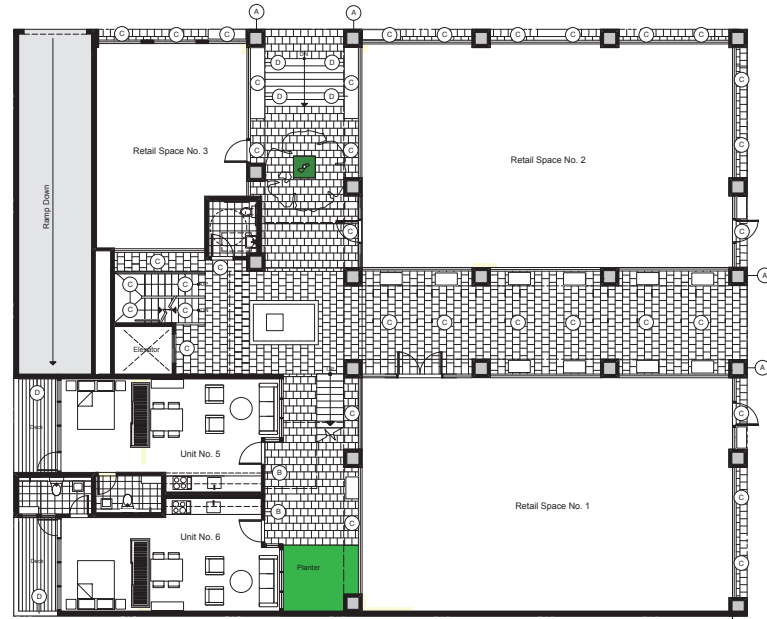 A A
C C C C C C C C C
D D
C C C
D D
C C
Retail Space No. 3
Retail Space No. 2
Ramp Down
C
C C
C
C C
C
C
A
C C
C C C C C C
Elevator
C
A
UP
D
C C
Deck
Unit No. 5
B
C
B
Retail Space No. 1
C
Unit No. 6
Deck
Planter
C
D